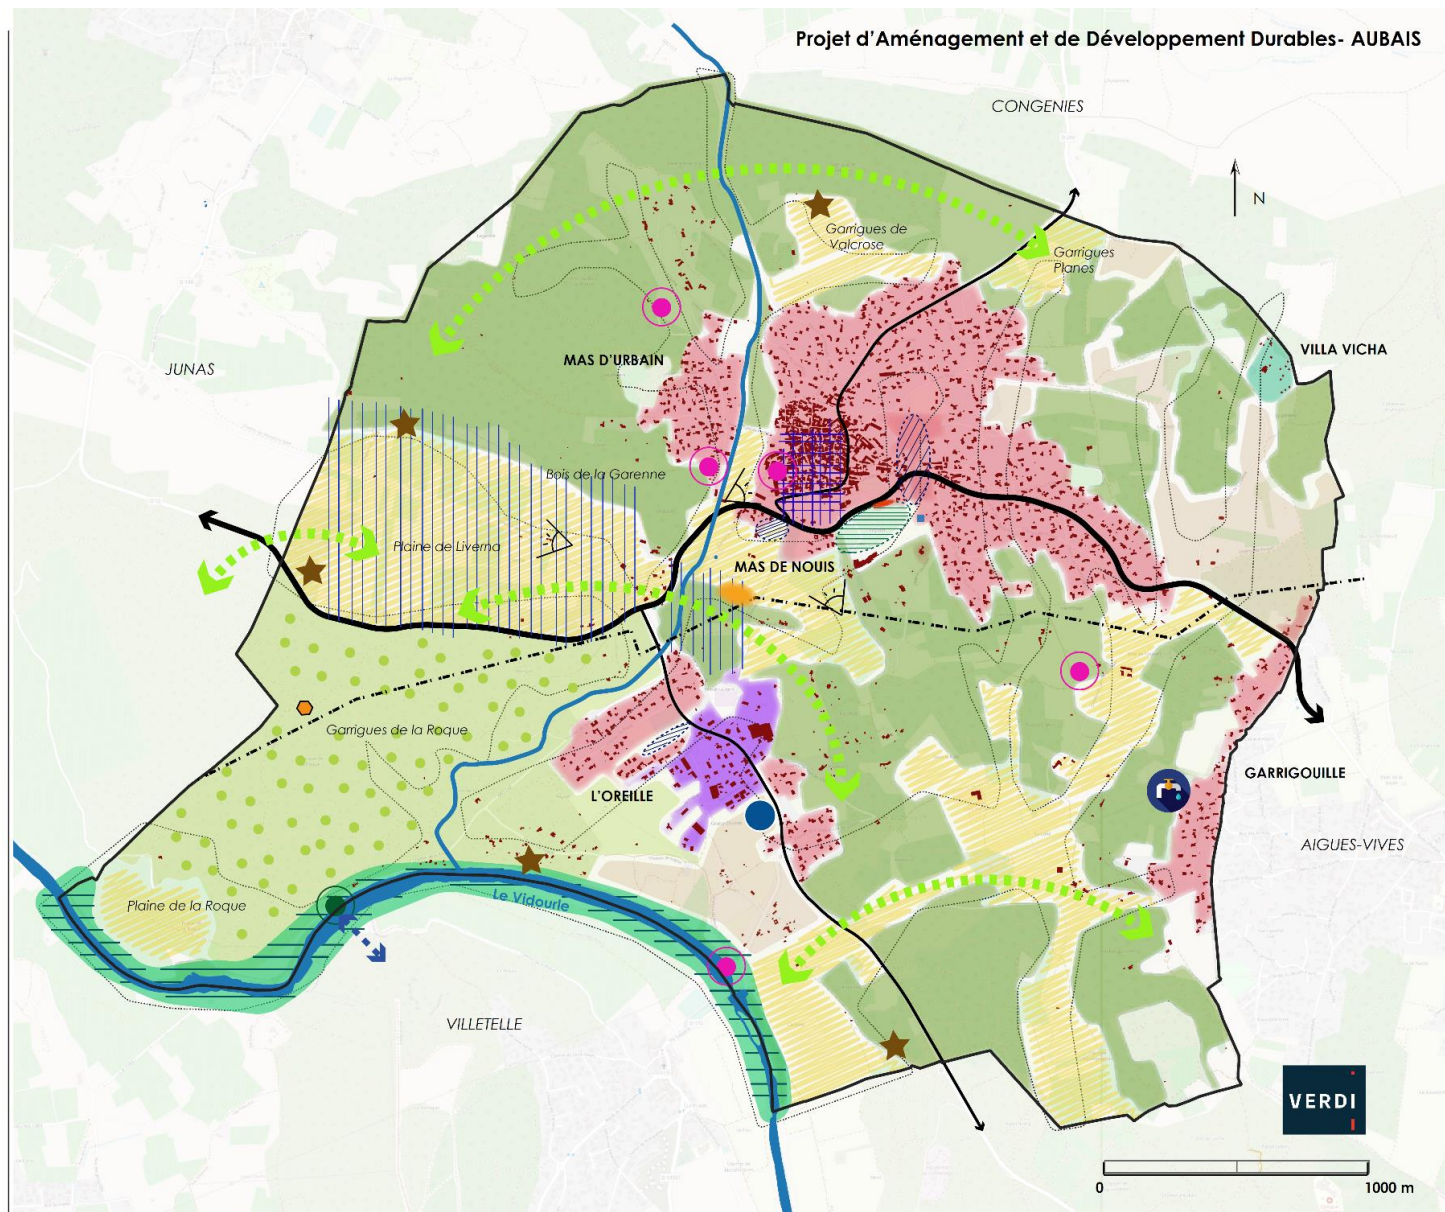 Projet d'Aménagement et de Développement Durables- AUBAIS
CONGENIES
N
Garrigues de
Valcrose
Garrigues
Planes
VILLA VICHA
MAS D'URBAIN
JUNAS
Bois de la Garenne
Plaine de Liverna
MAS DE NOUIS
Garrigues de la Roque
L'OREILLE
GARRIGOUILLE
AIGUES-VIVES
Plaine de la Roque
Le Vidourle
VILLETELLE
VERDI
0
1000 m